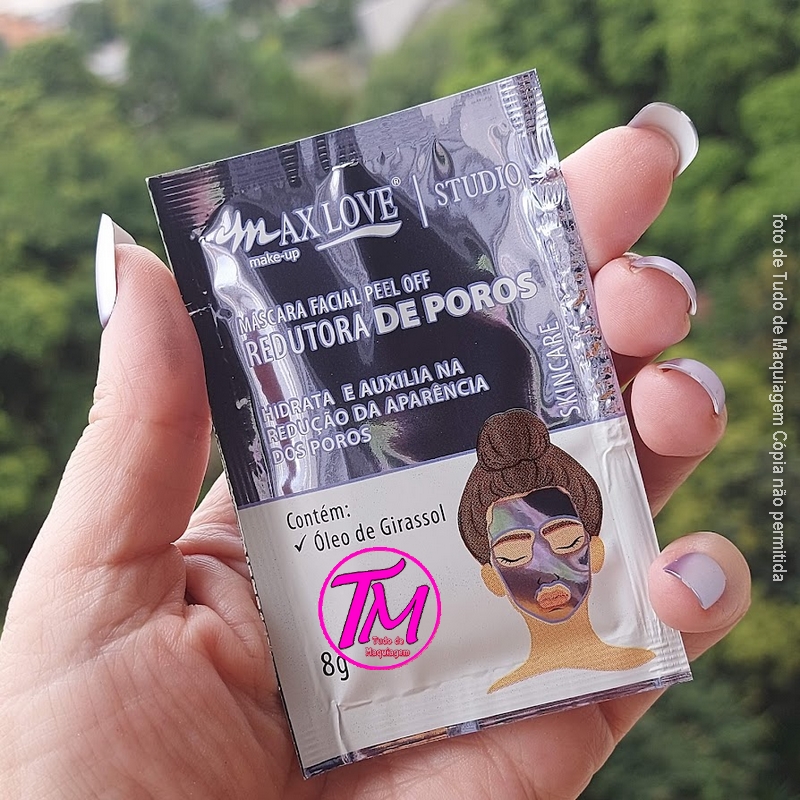 MAX LOVE® | STUDIO
make-up
MÁSCARA FACIAL PEEL OFF
REDUTORA DE POROS
HIDRATA E AUXILIA NA
REDUÇÃO DA APARÊNCIA
DOS POROS
SKINCARE
Contém:
✓ Óleo de Girassol
TM
Tudo de
Maquiagem
8g
foto de Tudo de Maquiagem Cópia não permitida